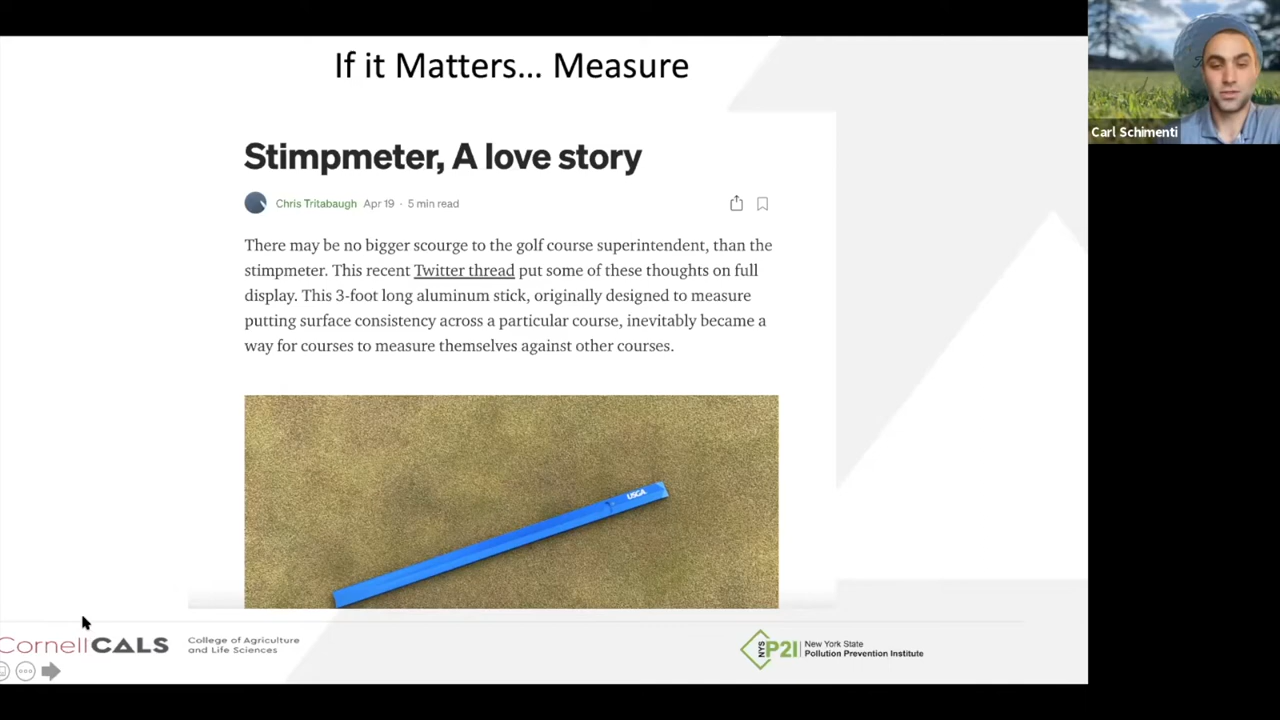 If it Matters... Measure
Carl Schimenti
Stimpmeter, A love story
Chris Tritabaugh Apr 19 · 5 min read
There may be no bigger scourge to the golf course superintendent, than the
stimpmeter. This recent Twitter thread put some of these thoughts on full
display. This 3-foot long aluminum stick, originally designed to measure
putting surface consistency across a particular course, inevitably became a
way for courses to measure themselves against other courses.
USGA
CornellCALS
College of Agriculture
and Life Sciences
NYS P2I
New York State
Pollution Prevention Institute